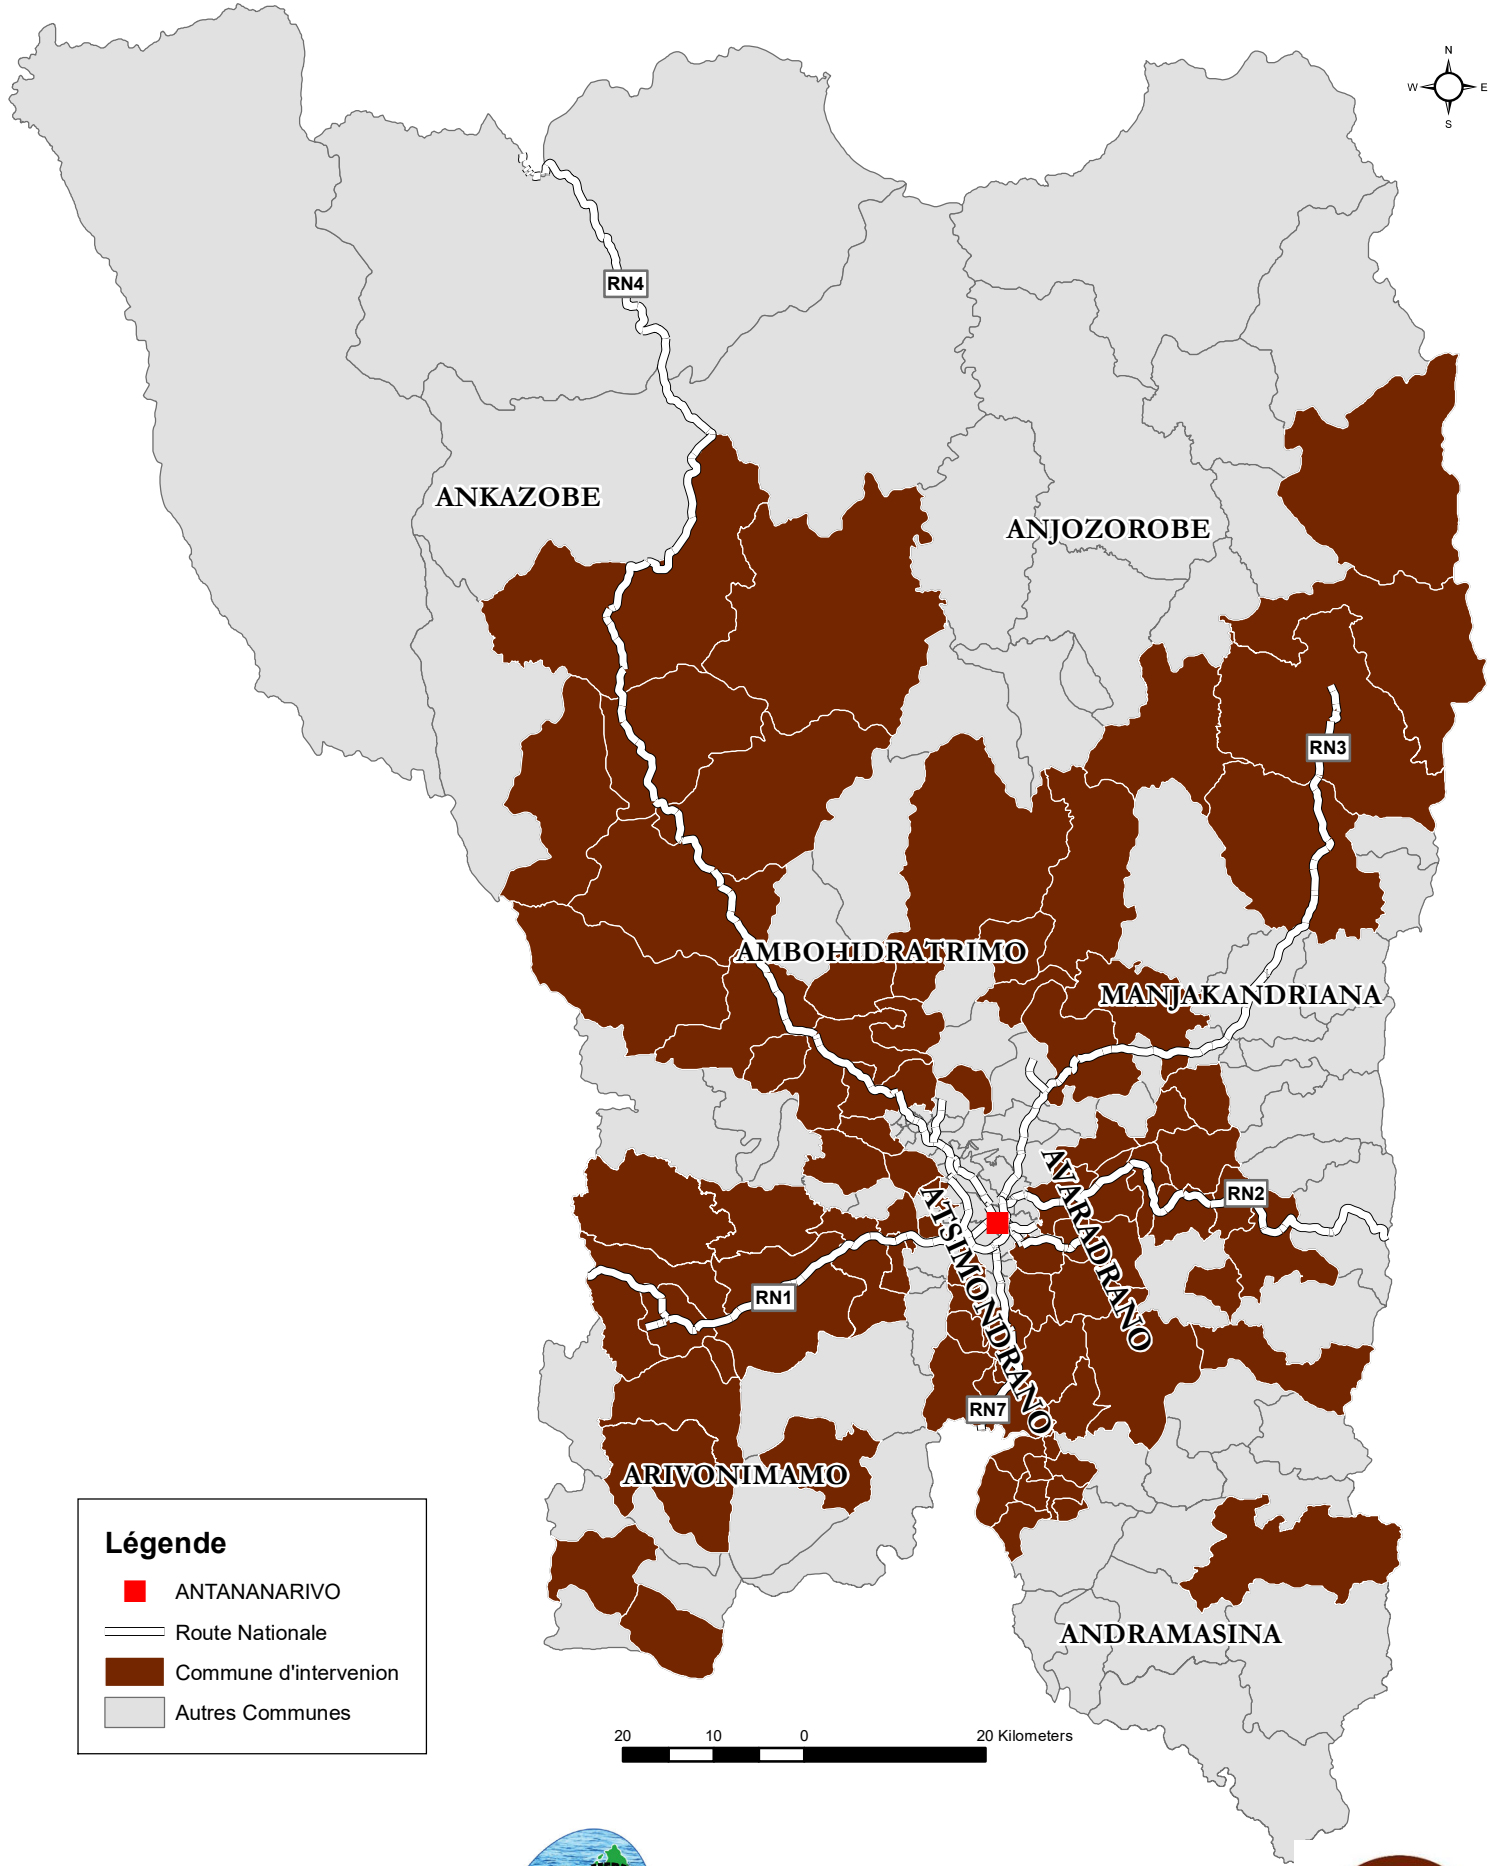 N
W E
S
RN4
ANKAZOBE
ANJOZOROBE
RN3
AMBOHIDRATRIMO
MANJAKANDRIANA
AVARADRANO
RN2
ATSIMONDRANO
RN1
RN7
ARIVONIMAMO
ANDRAMASINA
Légende
ANTANANARIVO
Route Nationale
Commune d'intervenion
Autres Communes
20 10 0 20 Kilometers